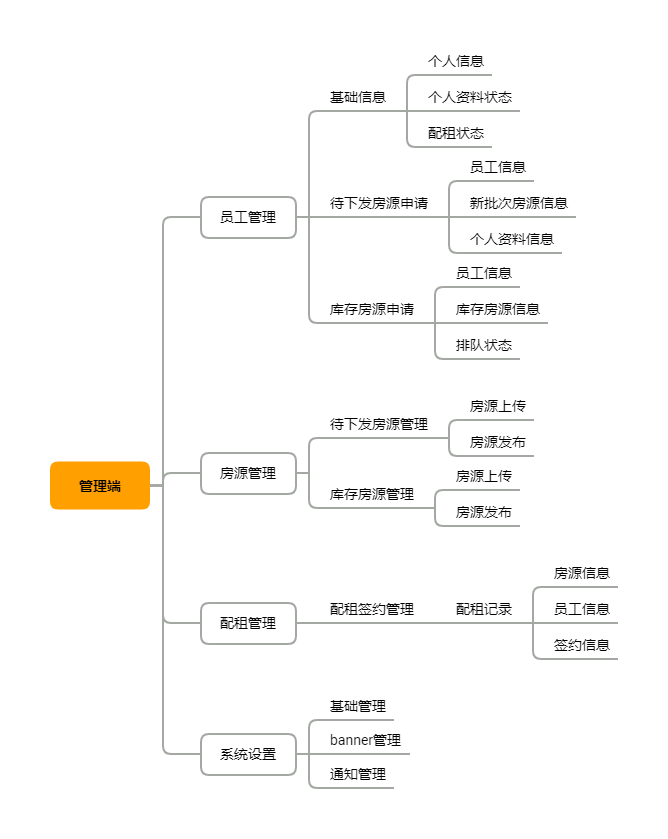 管理端
员工管理
基础信息
个人信息
个人资料状态
配租状态
待下发房源申请
员工信息
新批次房源信息
个人资料信息
库存房源申请
员工信息
库存房源信息
排队状态
房源管理
待下发房源管理
房源上传
房源发布
库存房源管理
房源上传
房源发布
配租管理
配租签约管理
配租记录
房源信息
员工信息
签约信息
系统设置
基础管理
banner管理
通知管理